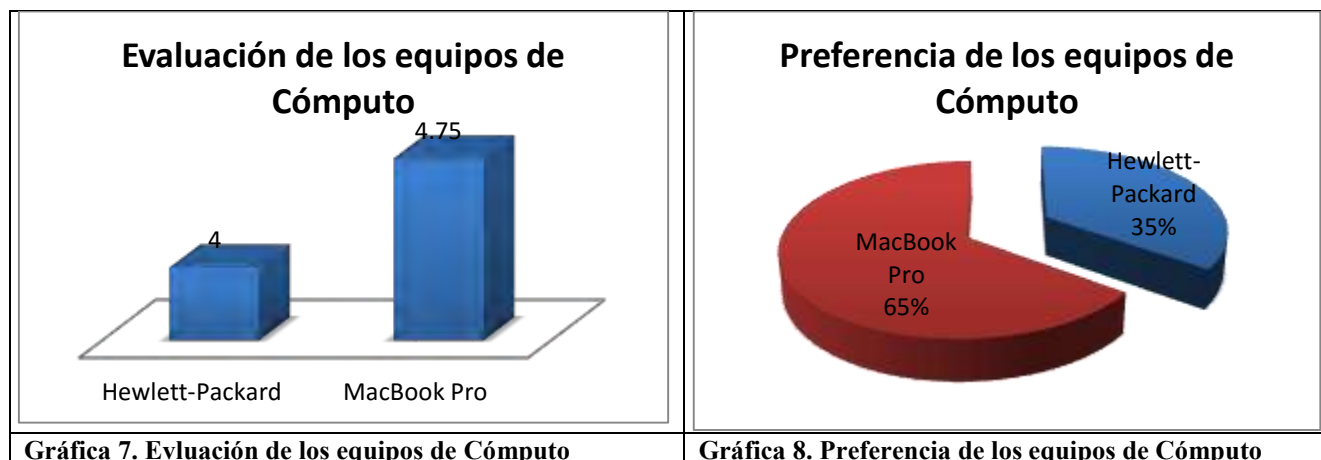 Evaluación de los equipos de
Cómputo
4.75
4
Hewlett-Packard
MacBook Pro
Gráfica 7. Evluación de los equipos de Cómputo
Preferencia de los equipos de
Cómputo
Hewlett-
Packard
35%
MacBook
Pro
65%
Gráfica 8. Preferencia de los equipos de Cómputo